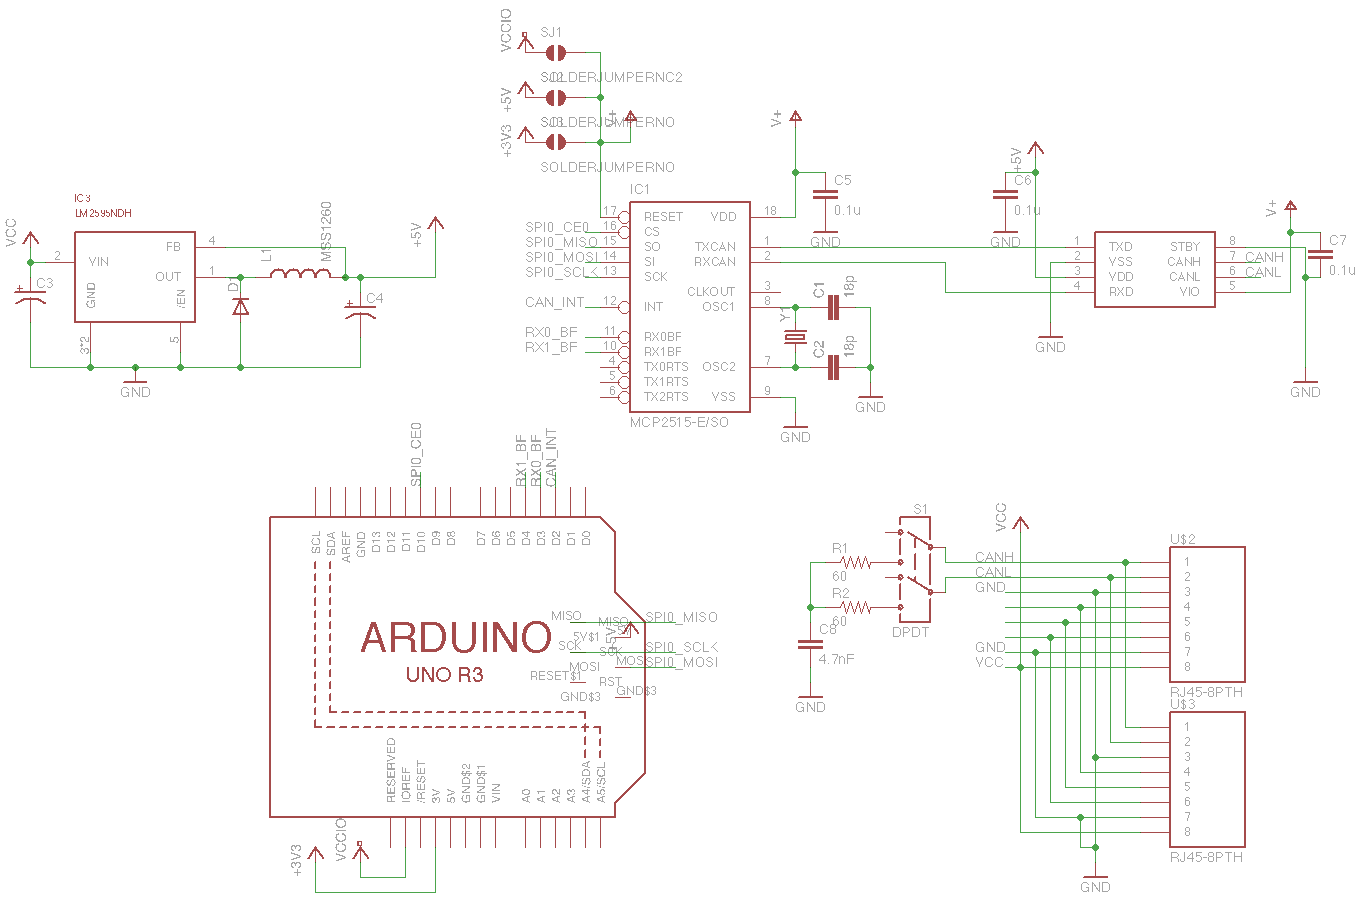 VCCIO
SJ1
SOLDERJUMPERNC2
+5V
SOLDERJUMPERNO
+3V3
SOLDERJUMPERNO
V+
IC1
17 RESET
16 CS
15 SO
14 SI
13 SCK
12 INT
11 RX0BF
10 RX1BF
4 TX0RTS
5 TX1RTS
6 TX2RTS
VDD 18
TXCAN 1
RXCAN 2
CLKOUT 3
OSC1 8
OSC2 7
VSS 9
MCP2515-E/SO
SPI0_CE0
SPI0_MISO
SPI0_MOSI
SPI0_SCLK
CAN_INT
RX0_BF
RX1_BF
V+
C5
0.1u
GND
C1
18p
Y1
C2
18p
GND
GND
+5V
C6
0.1u
GND
1 TXD
2 VSS
3 VDD
4 RXD
STBY 8
CANH 7
CANL 6
VIO 5
CANH
CANL
GND
V+
C7
0.1u
GND
IC3
LM2595NDH
VCC
2 VIN
FB 4
OUT 1
GND
3*2
/EN
5
C3
D1
L1
MSS1260
C4
+5V
GND
SPI0_CE0
RX1_BF
RX0_BF
CAN_INT
SCL
SDA
AREF
GND
D13
D12
D11
D10
D9
D8
D7
D6
D5
D4
D3
D2
D1
D0
ARDUINO
UNO R3
MISO
MISO
SPI0_MISO
5V$1
+5V
SCK
SCK
SPI0_SCLK
MOSI
SPI0_MOSI
RESET$1
RST
GND$3
GND$3
RESERVED
IOREF
/RESET
3V
5V
GND$2
GND$1
VIN
A0
A1
A2
A3
A4/SDA
A5/SCL
+3V3
VCCIO
S1
DPDT
R1
60
R2
60
C8
4.7nF
GND
VCC
CANH
CANL
GND
GND
VCC
U$2
1
2
3
4
5
6
7
8
RJ45-8PTH
U$3
1
2
3
4
5
6
7
8
RJ45-8PTH
GND